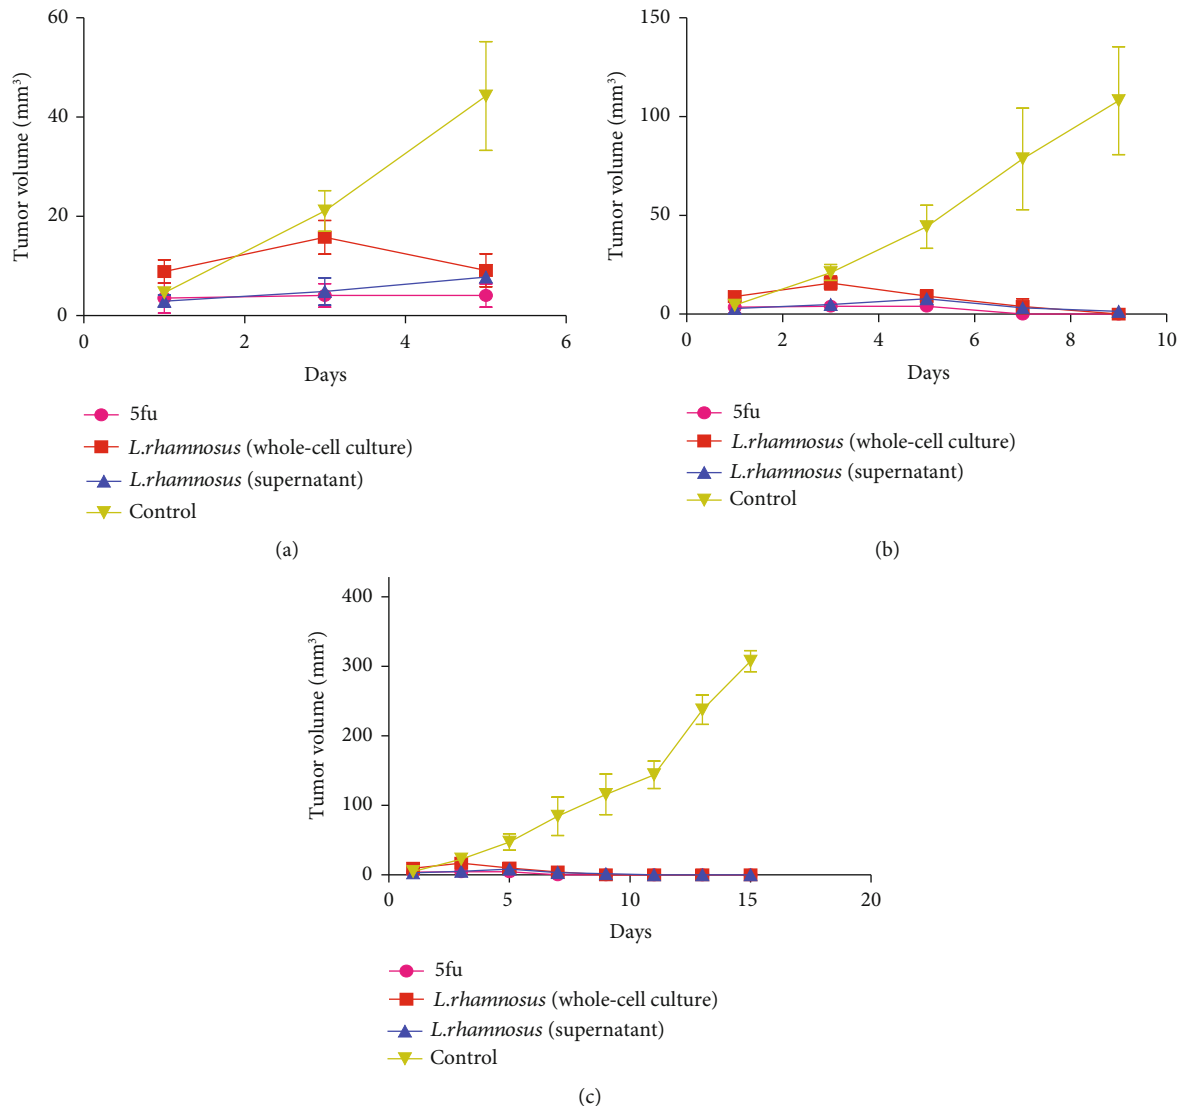 60
40
20
0
0
2
4
6
Tumor volume (mm³)
Days
5fu
L.rhamnosus (whole-cell culture)
L.rhamnosus (supernatant)
Control
(a)
150
100
50
0
0
2
4
6
8
10
Tumor volume (mm³)
Days
5fu
L.rhamnosus (whole-cell culture)
L.rhamnosus (supernatant)
Control
(b)
400
300
200
100
0
0
5
10
15
20
Tumor volume (mm³)
Days
5fu
L.rhamnosus (whole-cell culture)
L.rhamnosus (supernatant)
Control
(c)